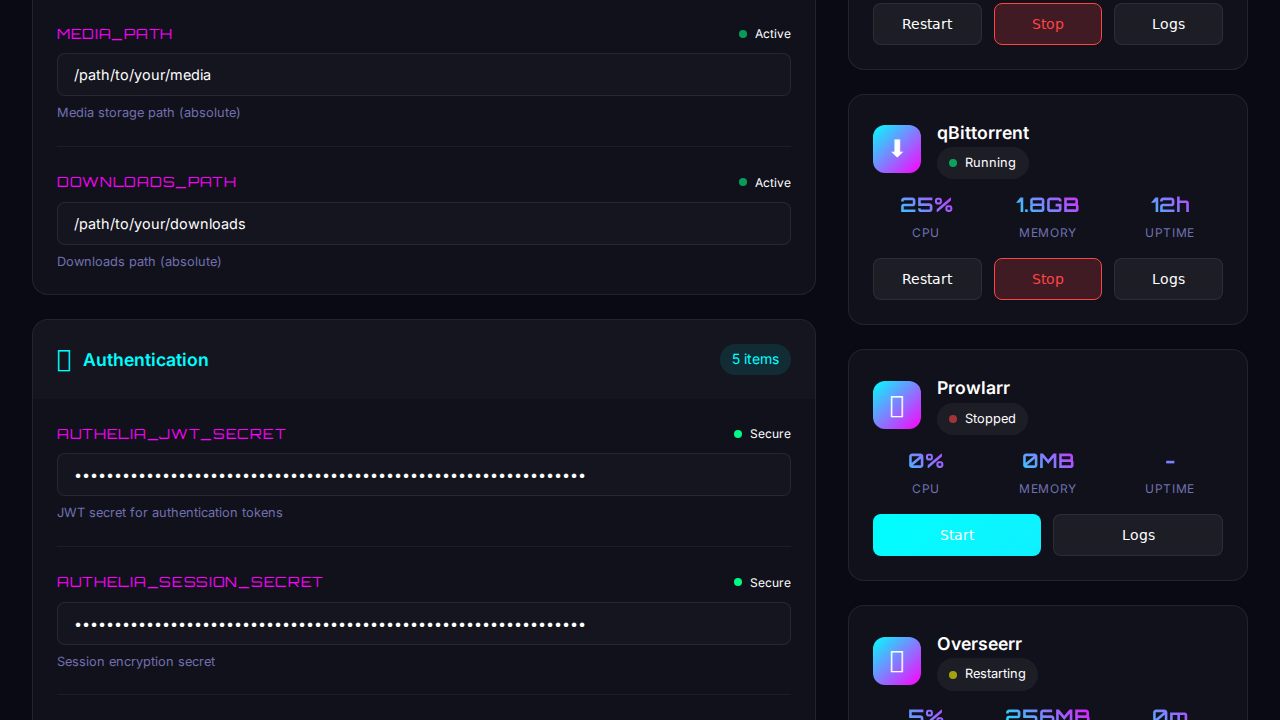 MEDIA_PATH
Active
/path/to/your/media
Media storage path (absolute)
DOWNLOADS_PATH
Active
/path/to/your/downloads
Downloads path (absolute)
Authentication
5 items
AUTHELIA_JWT_SECRET
Secure
••••••••••••••••••••••••••••••••••••••••••••••••••••••••••••••••
JWT secret for authentication tokens
AUTHELIA_SESSION_SECRET
Secure
••••••••••••••••••••••••••••••••••••••••••••••••••••••••••••••••
Session encryption secret
Restart Stop Logs
qBittorrent
Running
25% 1.8GB 12h
CPU MEMORY UPTIME
Restart Stop Logs
Prowlarr
Stopped
0% 0MB -
CPU MEMORY UPTIME
Start Logs
Overseerr
Restarting
5% 256MB 0m